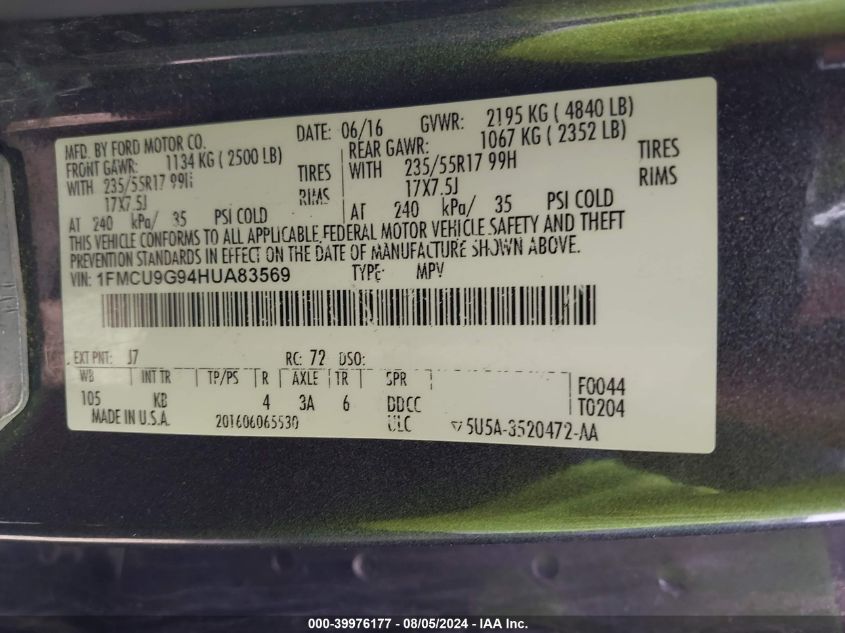 MFD. BY FORD MOTOR CO.
DATE: 06/16 GVWR: 2195 KG ( 4840 LB)
FRONT GAWR: 1134 KG ( 2500 LB)
REAR GAWR: 1067 KG ( 2352 LB)
WITH 235/55R17 99H TIRES
WITH 235/55R17 99H TIRES
17X7.5J RIMS
17X7.5J RIMS
AT 240 kPa/ 35 PSI COLD
AT 240 kPa/ 35 PSI COLD
THIS VEHICLE CONFORMS TO ALL APPLICABLE FEDERAL MOTOR VEHICLE SAFETY AND THEFT
PREVENTION STANDARDS IN EFFECT ON THE DATE OF MANUFACTURE SHOWN ABOVE.
VIN: 1FMCU9G94HUA83569 TYPE: MPV
EXT PNT: J7 RC: 72 DSO:
WB INT TR TP/PS R AXLE TR SPR
105 KB 4 3A 6 DDCC
F0044
T0204
MADE IN U.S.A. 201606065530 ULC 5U5A-3520472-AA
000-39976177 - 08/05/2024 - IAAI Vehicle Sales, Inc.